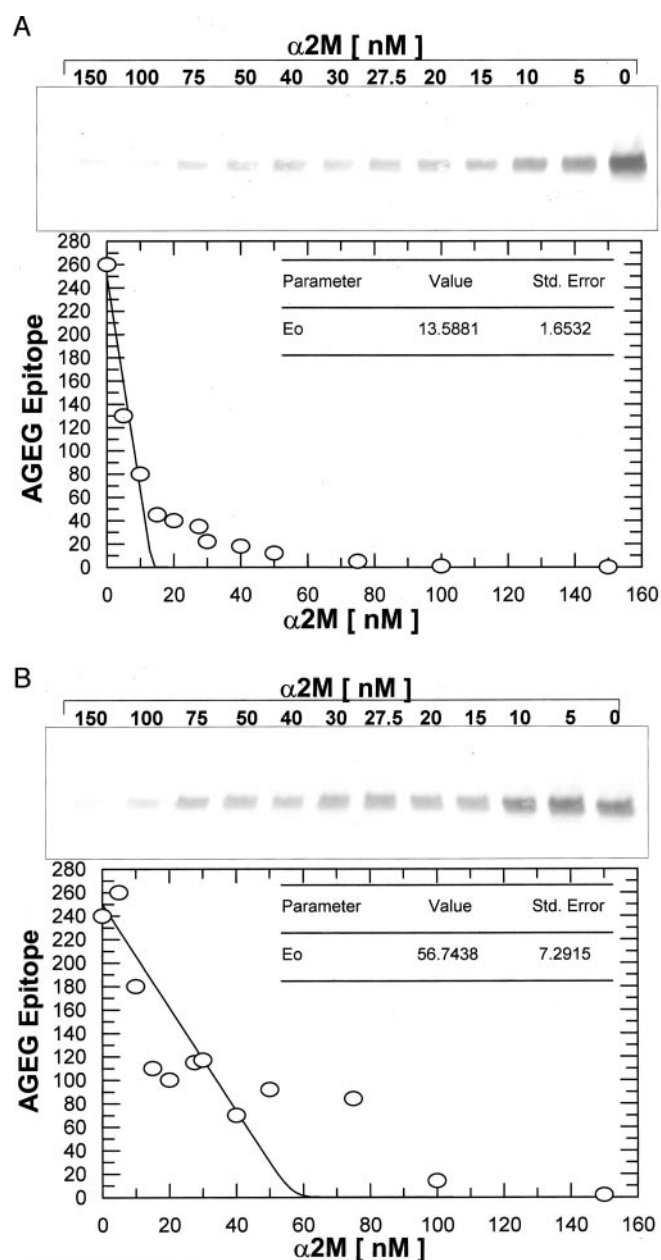 A
α2M [ nM ]
150 100 75 50 40 30 27.5 20 15 10 5 0
280
260
240
220
200
180
160
140
120
100
80
60
40
20
0
AGEG Epitope
Parameter Value Std. Error
Eo 13.5881 1.6532
0 20 40 60 80 100 120 140 160
α2M [ nM ]
B
α2M [ nM ]
150 100 75 50 40 30 27.5 20 15 10 5 0
280
260
240
220
200
180
160
140
120
100
80
60
40
20
0
AGEG Epitope
Parameter Value Std. Error
Eo 56.7438 7.2915
0 20 40 60 80 100 120 140 160
α2M [ nM ]